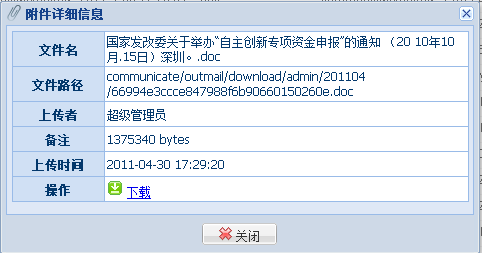 附件详细信息
文件名 国家发改委关于举办“自主创新专项资金申报”的通知 （20 10年10
月.15日）深圳。.doc
文件路径 communicate/outmail/download/admin/201104
/66994e3ccce847988f6b90660150260e.doc
上传者 超级管理员
备注 1375340 bytes
上传时间 2011-04-30 17:29:20
操作 下载
关闭